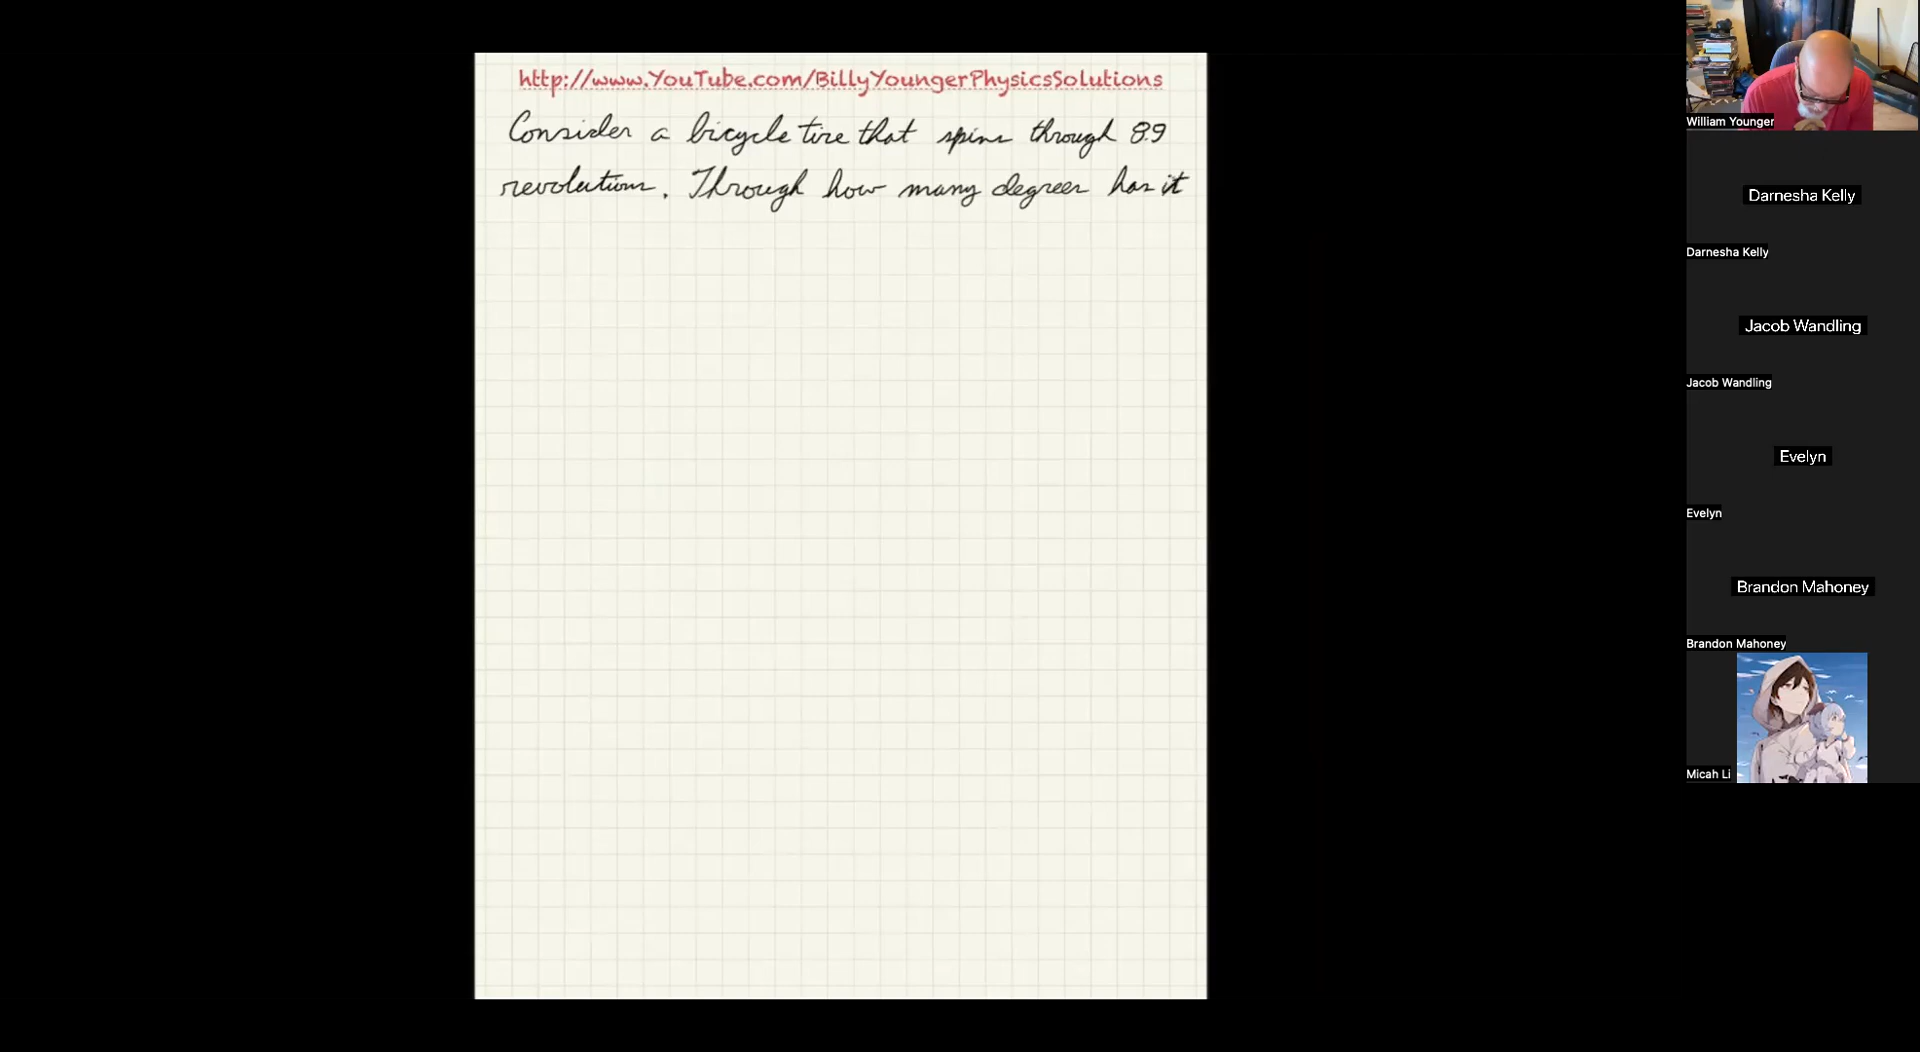 http://www.YouTube.com/BillyYoungerPhysicsSolutions
Consider a bicycle tire that spins through 8.9
revolutions. Through how many degrees has it
William Younger
Darnesha Kelly
Darnesha Kelly
Jacob Wandling
Jacob Wandling
Evelyn
Evelyn
Brandon Mahoney
Brandon Mahoney
Micah Li